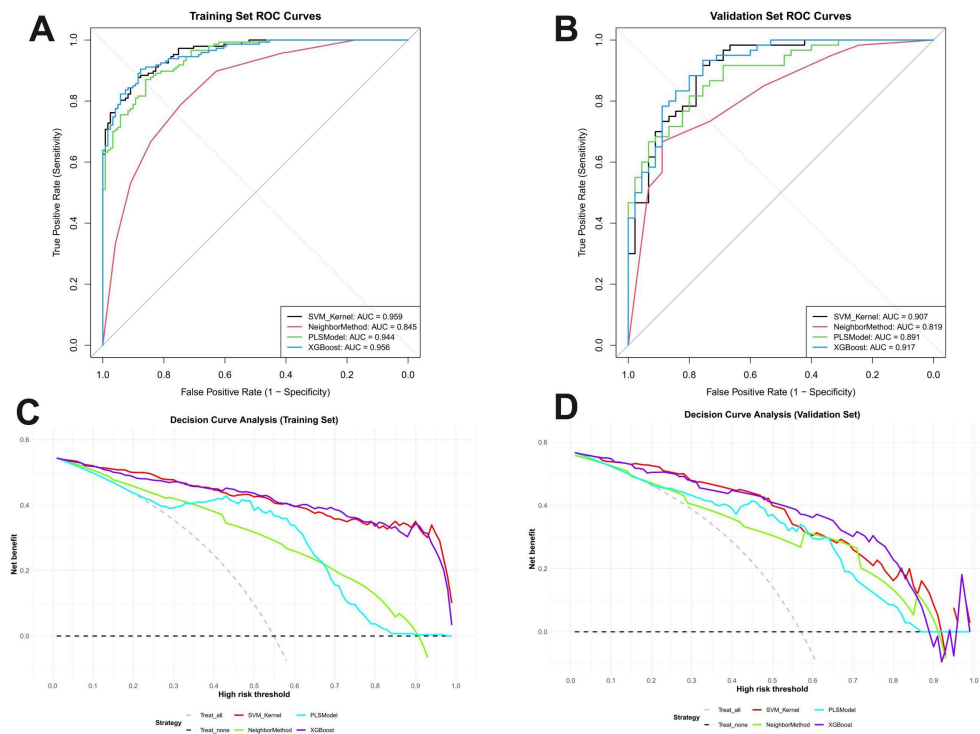 A
Training Set ROC Curves
True Positive Rate (Sensitivity)
1.0
0.8
0.6
0.4
0.2
0.0
SVM_Kernel: AUC = 0.959
NeighborMethod: AUC = 0.845
PLSModel: AUC = 0.944
XGBoost: AUC = 0.956
1.0 0.8 0.6 0.4 0.2 0.0
False Positive Rate (1 − Specificity)
B
Validation Set ROC Curves
True Positive Rate (Sensitivity)
1.0
0.8
0.6
0.4
0.2
0.0
SVM_Kernel: AUC = 0.907
NeighborMethod: AUC = 0.819
PLSModel: AUC = 0.891
XGBoost: AUC = 0.917
1.0 0.8 0.6 0.4 0.2 0.0
False Positive Rate (1 − Specificity)
C
Decision Curve Analysis (Training Set)
Net benefit
0.6
0.4
0.2
0.0
0.0 0.1 0.2 0.3 0.4 0.5 0.6 0.7 0.8 0.9 1.0
High risk threshold
Strategy
Treat_all SVM_Kernel PLSModel
Treat_none NeighborMethod XGBoost
D
Decision Curve Analysis (Validation Set)
Net benefit
0.6
0.4
0.2
0.0
0.0 0.1 0.2 0.3 0.4 0.5 0.6 0.7 0.8 0.9 1.0
High risk threshold
Strategy
Treat_all SVM_Kernel PLSModel
Treat_none NeighborMethod XGBoost